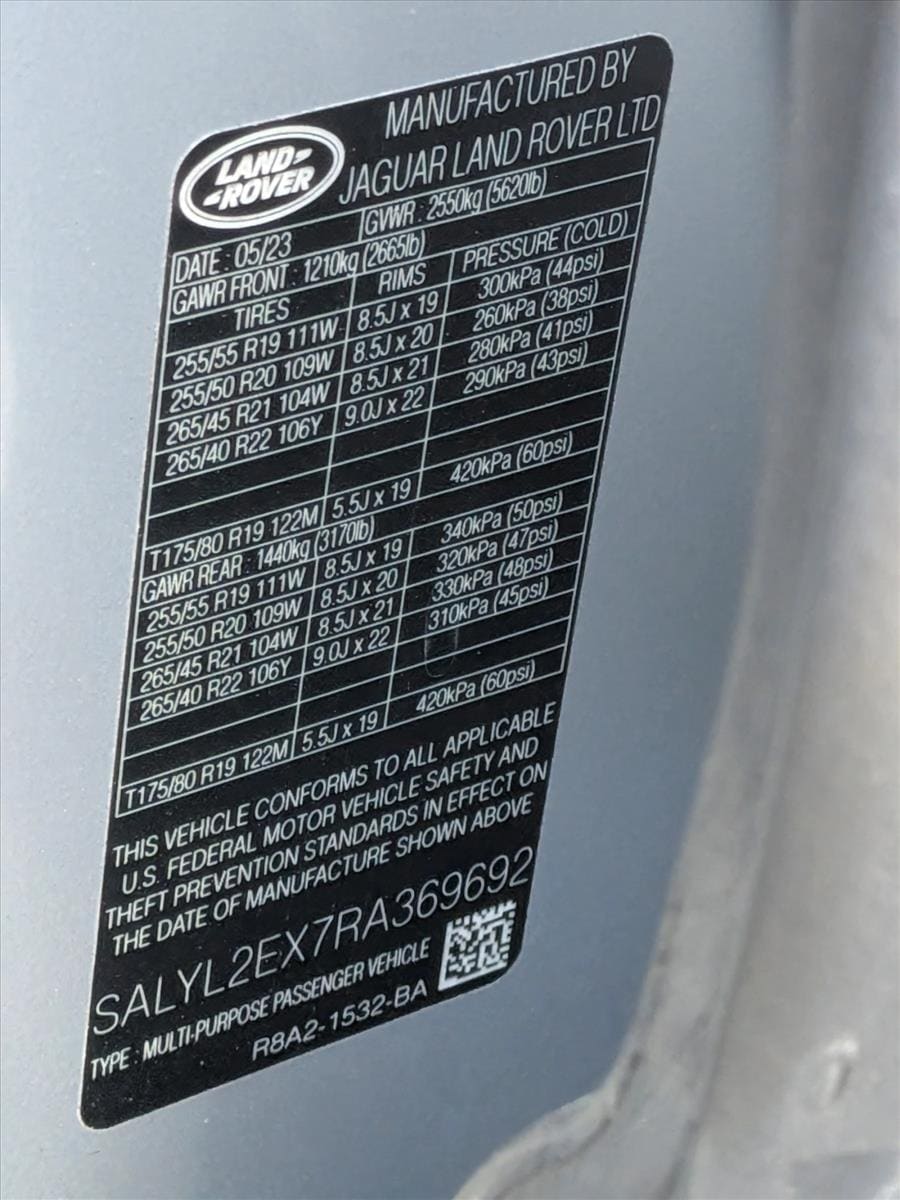 LAND-
-ROVER
MANUFACTURED BY
JAGUAR LAND ROVER LTD
DATE : 05/23 GVWR : 2550kg (5620lb)
GAWR FRONT : 1210kg (2665lb)
TIRES RIMS PRESSURE (COLD)
255/55 R19 111W 8.5J x 19 300kPa (44psi)
255/50 R20 109W 8.5J x 20 260kPa (38psi)
265/45 R21 104W 8.5J x 21 280kPa (41psi)
265/40 R22 106Y 9.0J x 22 290kPa (43psi)
T175/80 R19 122M 5.5J x 19 420kPa (60psi)
GAWR REAR : 1440kg (3170lb)
255/55 R19 111W 8.5J x 19 340kPa (50psi)
255/50 R20 109W 8.5J x 20 320kPa (47psi)
265/45 R21 104W 8.5J x 21 330kPa (48psi)
265/40 R22 106Y 9.0J x 22 310kPa (45psi)
T175/80 R19 122M 5.5J x 19 420kPa (60psi)
THIS VEHICLE CONFORMS TO ALL APPLICABLE
U.S. FEDERAL MOTOR VEHICLE SAFETY AND
THEFT PREVENTION STANDARDS IN EFFECT ON
THE DATE OF MANUFACTURE SHOWN ABOVE
SALYL2EX7RA369692
TYPE : MULTI-PURPOSE PASSENGER VEHICLE
R8A2-1532-BA